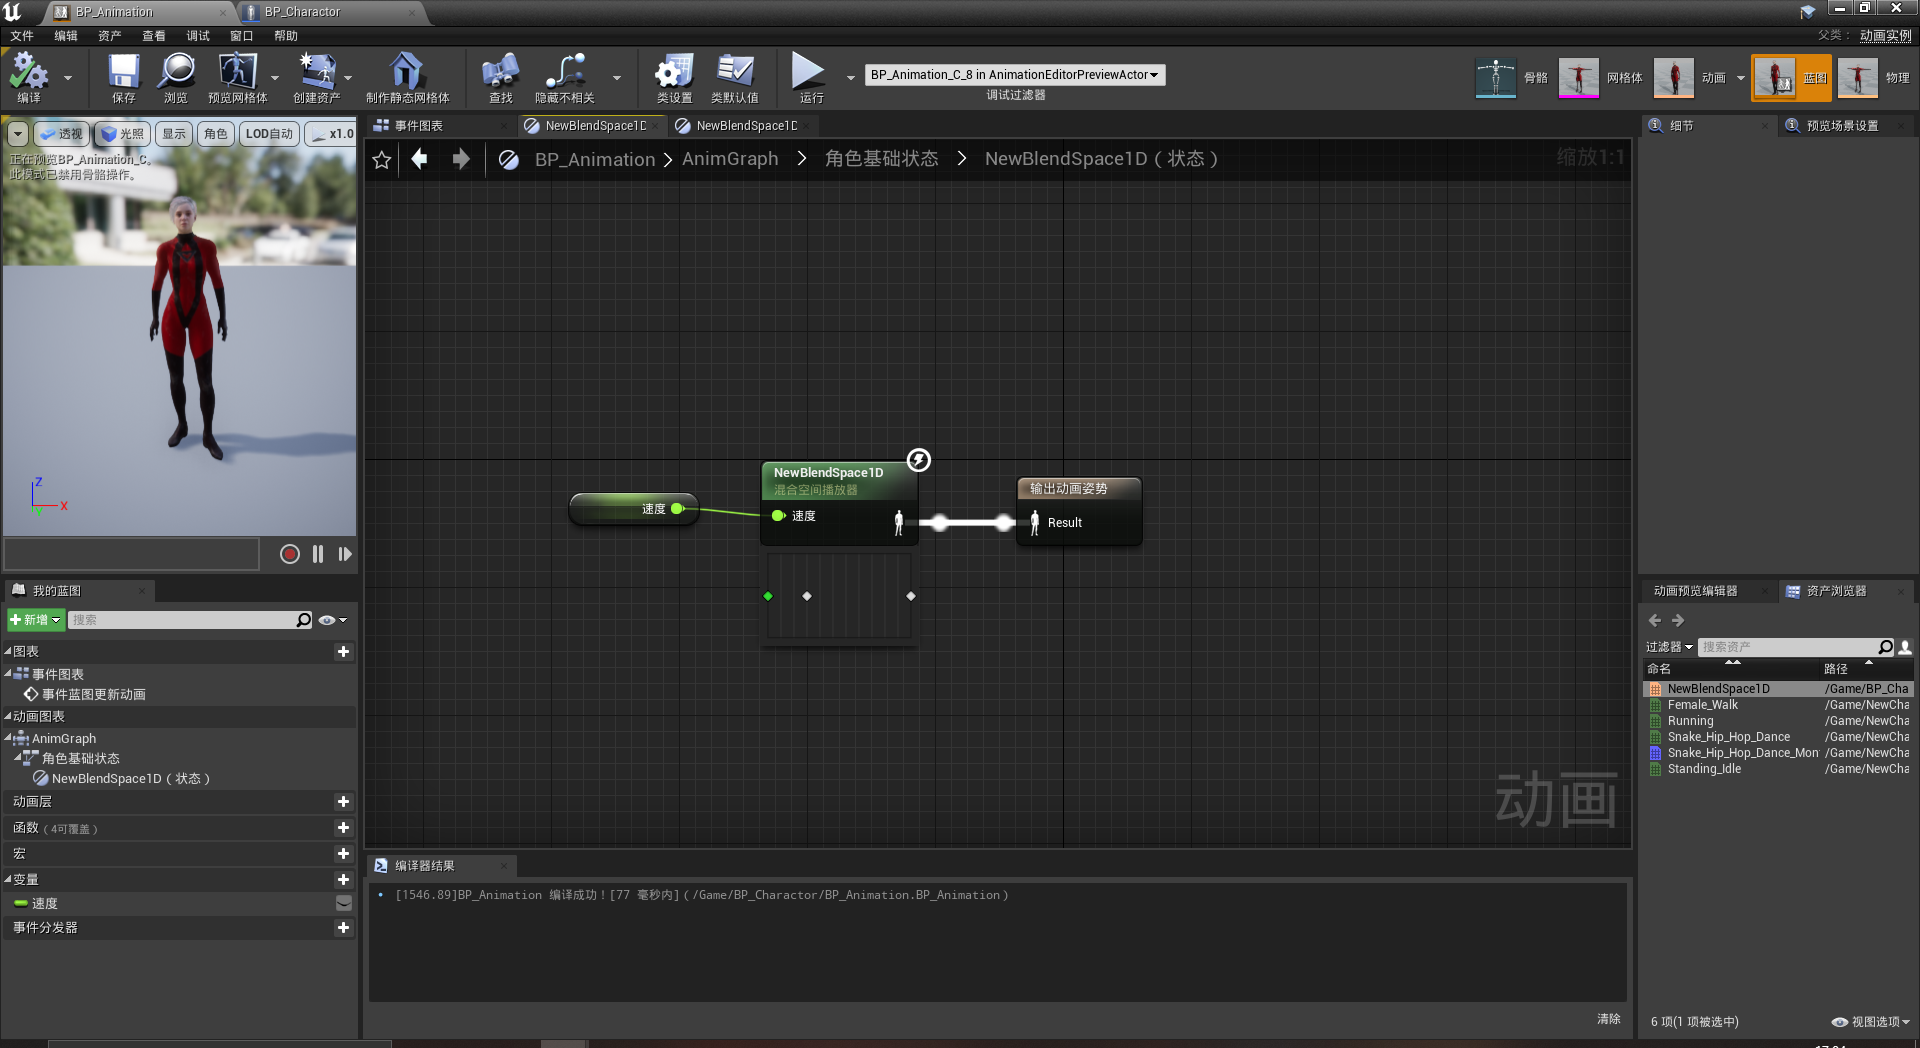 BP_Animation
BP_Charactor
文件 编辑 资产 查看 调试 窗口 帮助
父类： 动画实例
编译
保存
浏览
预览网格体
创建资产
制作静态网格体
查找
隐藏不相关
类设置
类默认值
运行
BP_Animation_C_8 in AnimationEditorPreviewActor
调试过滤器
骨骼
网格体
动画
蓝图
物理
透视
光照
显示
角色
LOD自动
x1.0
正在预览BP_Animation_C。
此模式已禁用骨骼操作。
Z
X
事件图表
NewBlendSpace1D
NewBlendSpace1D
BP_Animation > AnimGraph > 角色基础状态 > NewBlendSpace1D（状态）
缩放1:1
速度
NewBlendSpace1D
混合空间播放器
速度
输出动画姿势
Result
动画
我的蓝图
新增
搜索
图表
事件图表
事件蓝图更新动画
动画图表
AnimGraph
角色基础状态
NewBlendSpace1D（状态）
动画层
函数（4可覆盖）
宏
变量
速度
事件分发器
编译器结果
[1546.89]BP_Animation 编译成功！[77 毫秒内]（/Game/BP_Charactor/BP_Animation.BP_Animation）
清除
细节
预览场景设置
动画预览编辑器
资产浏览器
过滤器
搜索资产
命名 路径
NewBlendSpace1D /Game/BP_Cha
Female_Walk /Game/NewCha
Running /Game/NewCha
Snake_Hip_Hop_Dance /Game/NewCha
Snake_Hip_Hop_Dance_Mon /Game/NewCha
Standing_Idle /Game/NewCha
6 项(1 项被选中)
视图选项